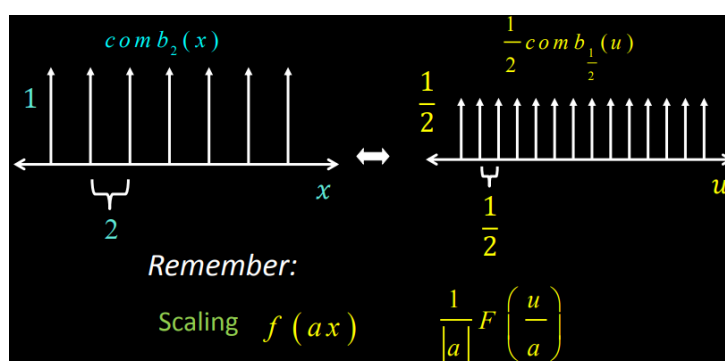 comb₂(x)
1/2 comb_{1/2}(u)
1
1/2
x
u
2
1/2
Remember:
Scaling f(ax) 1/|a| F(u/a)